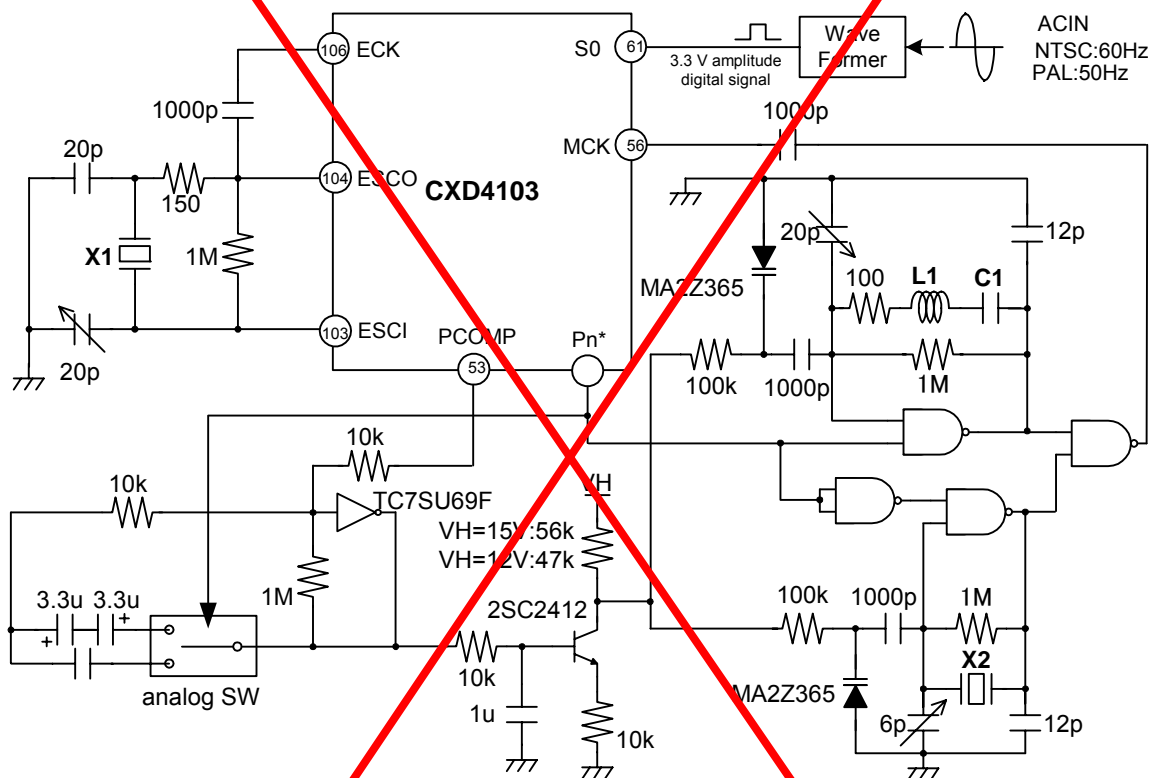 106
ECK
S0
61
3.3 V amplitude
digital signal
Wave
Former
ACIN
NTSC:60Hz
PAL:50Hz
1000p
1000p
MCK
56
20p
150
104
ESCO
CXD4103
X1
1M
20p
12p
100
L1
C1
MA2Z365
103
ESCI
20p
PCOMP
53
Pn*
100k
1000p
1M
10k
10k
TC7SU69F
VH
VH=15V:56k
VH=12V:47k
1M
3.3u
3.3u
+
+
2SC2412
100k
1000p
1M
X2
10k
analog SW
1u
10k
MA2Z365
6p
12p